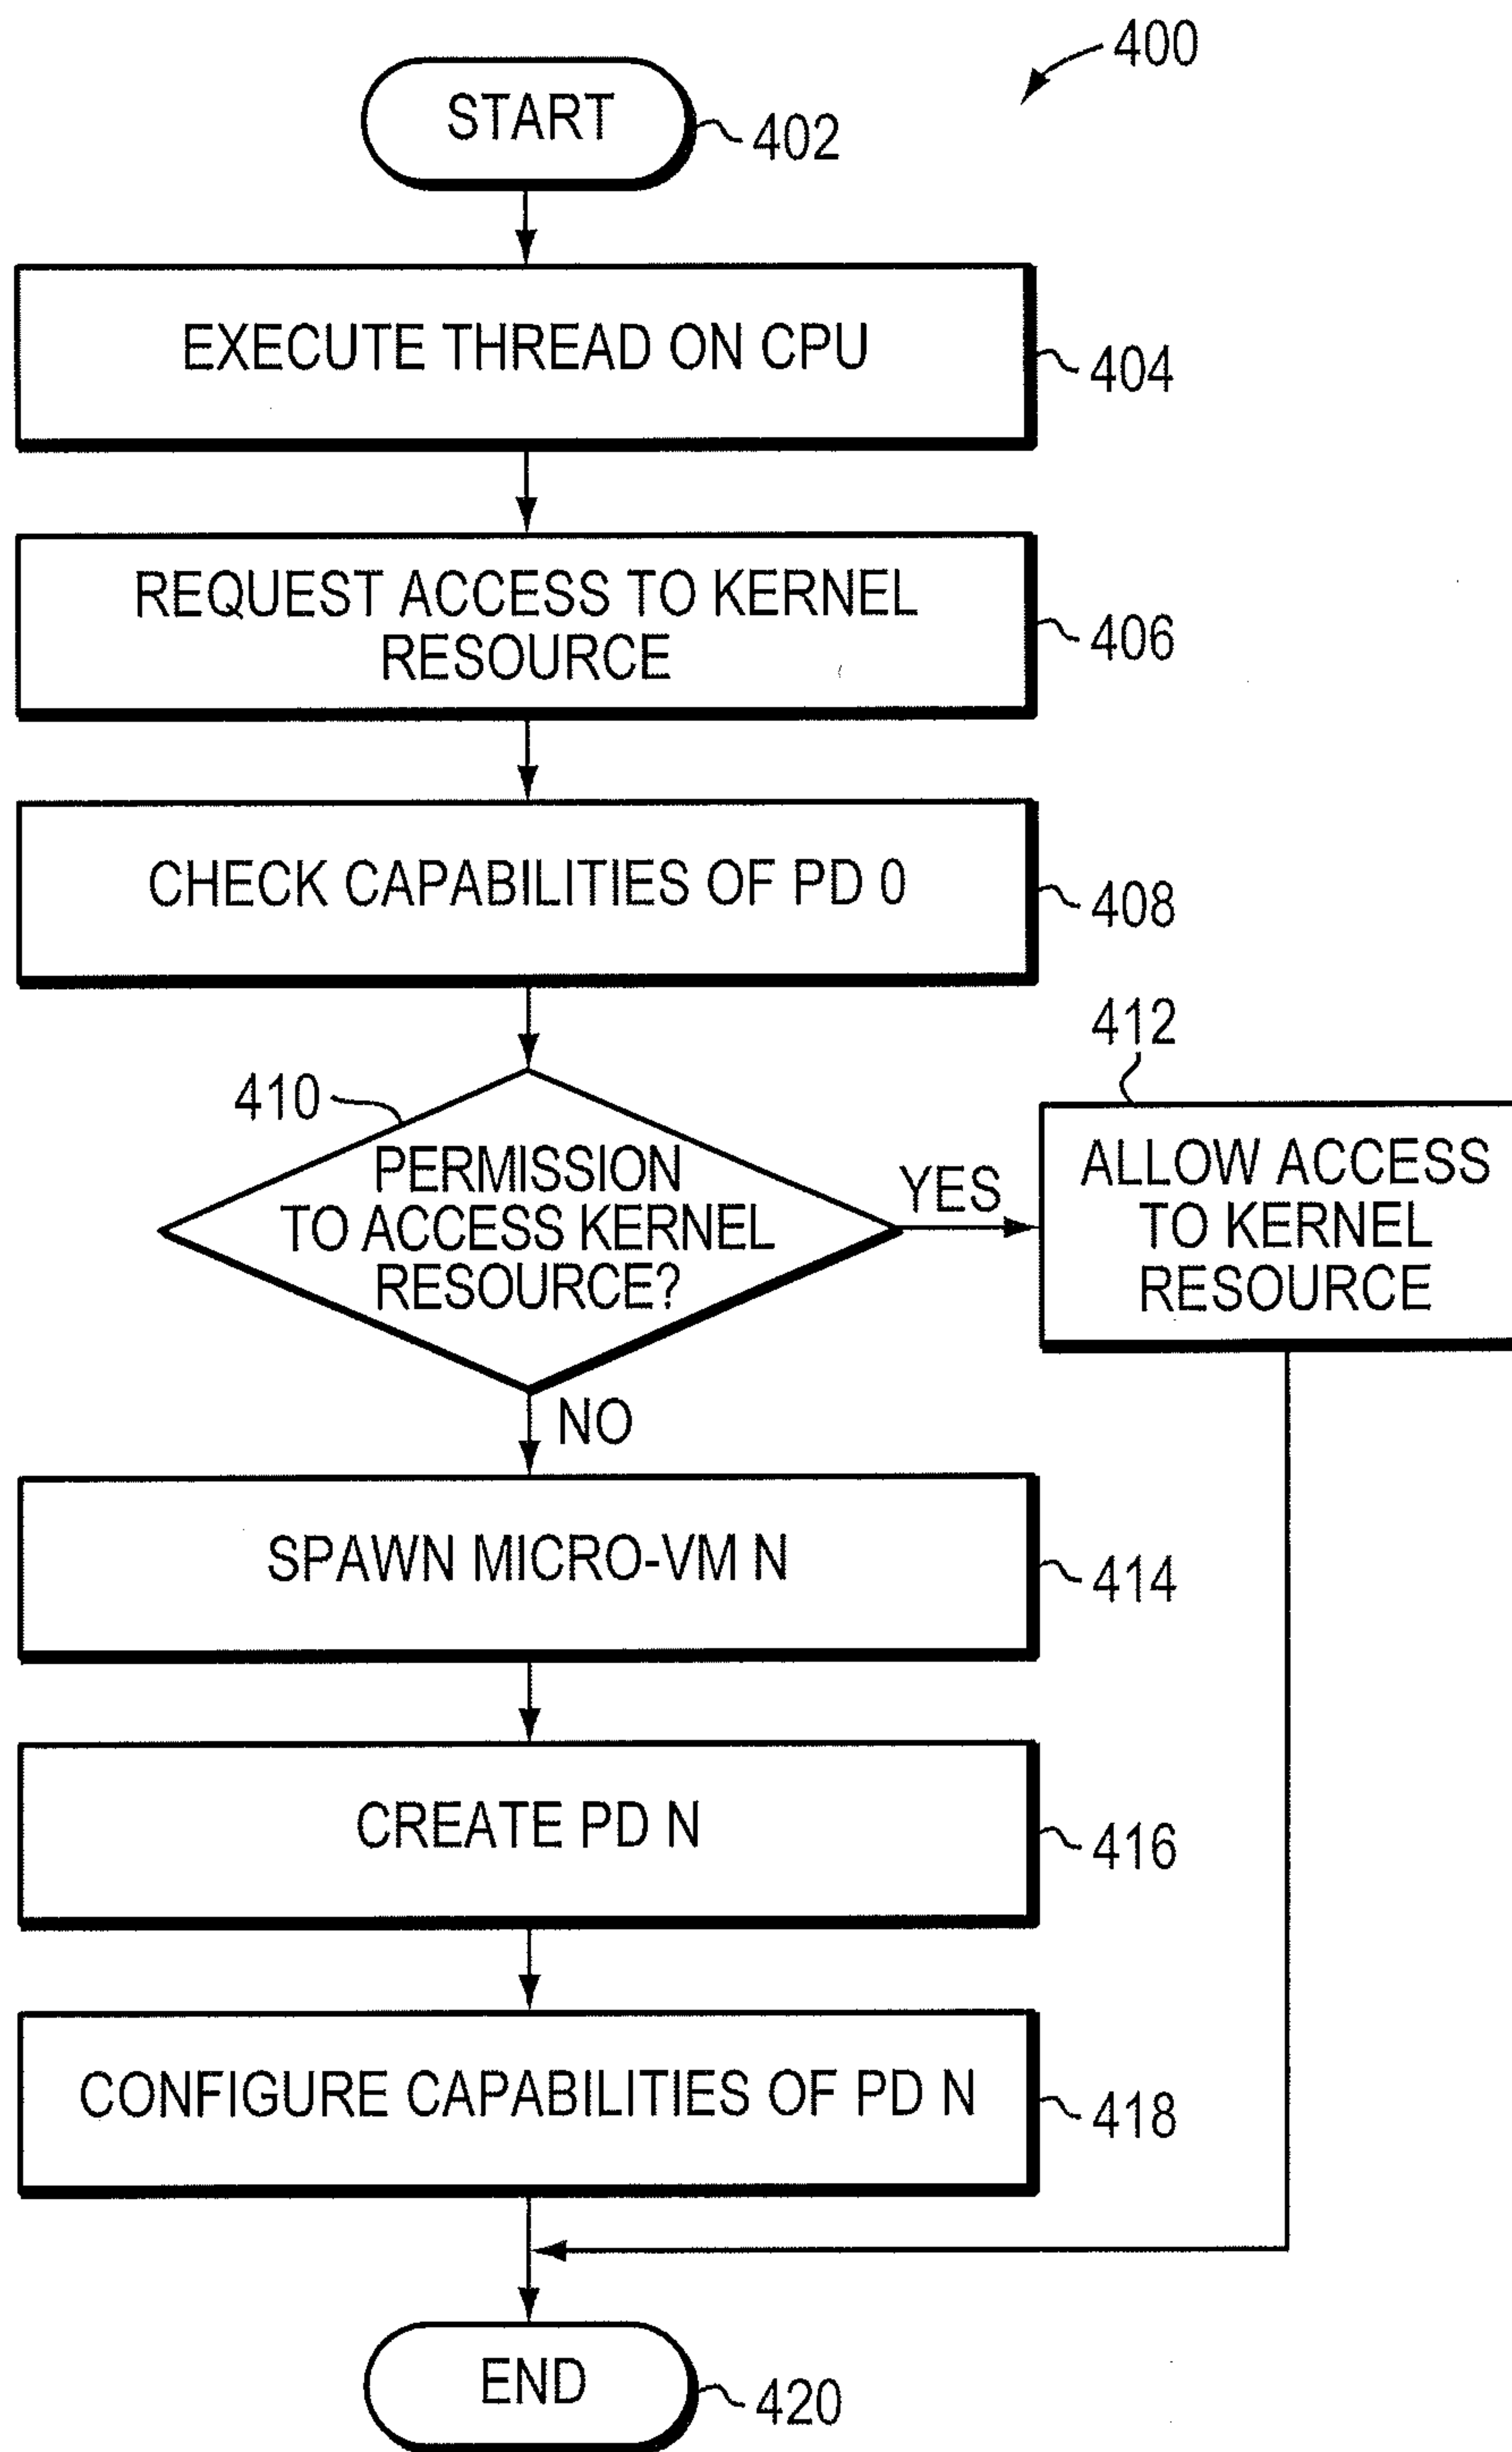 400
START
402
EXECUTE THREAD ON CPU
404
REQUEST ACCESS TO KERNEL
RESOURCE
406
CHECK CAPABILITIES OF PD 0
408
410
PERMISSION
TO ACCESS KERNEL
RESOURCE?
YES
412
ALLOW ACCESS
TO KERNEL
RESOURCE
NO
SPAWN MICRO-VM N
414
CREATE PD N
416
CONFIGURE CAPABILITIES OF PD N
418
END
420